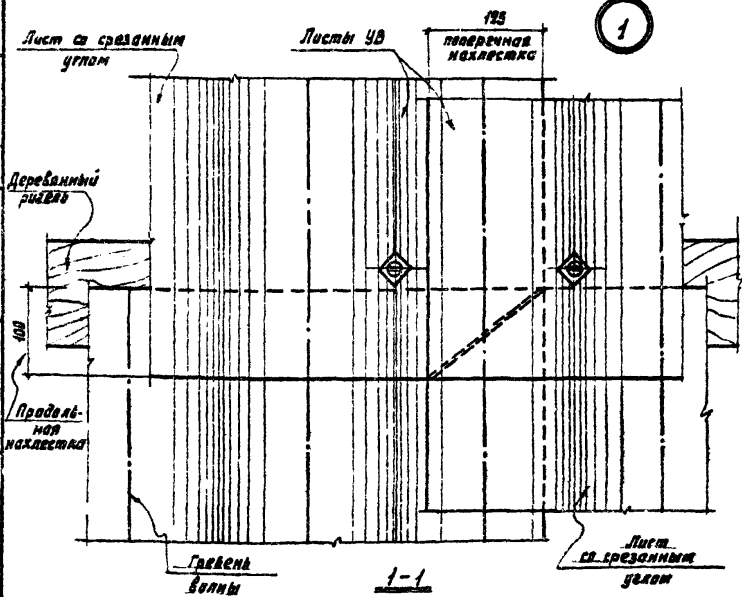 Лист со срезанным
углом
Листы УВ
125
поперечная
нахлестка
1
Деревянный
ригель
100
Продоль-
ная
нахлестка
Гребень
волны
1-1
Лист
со срезанным
углом